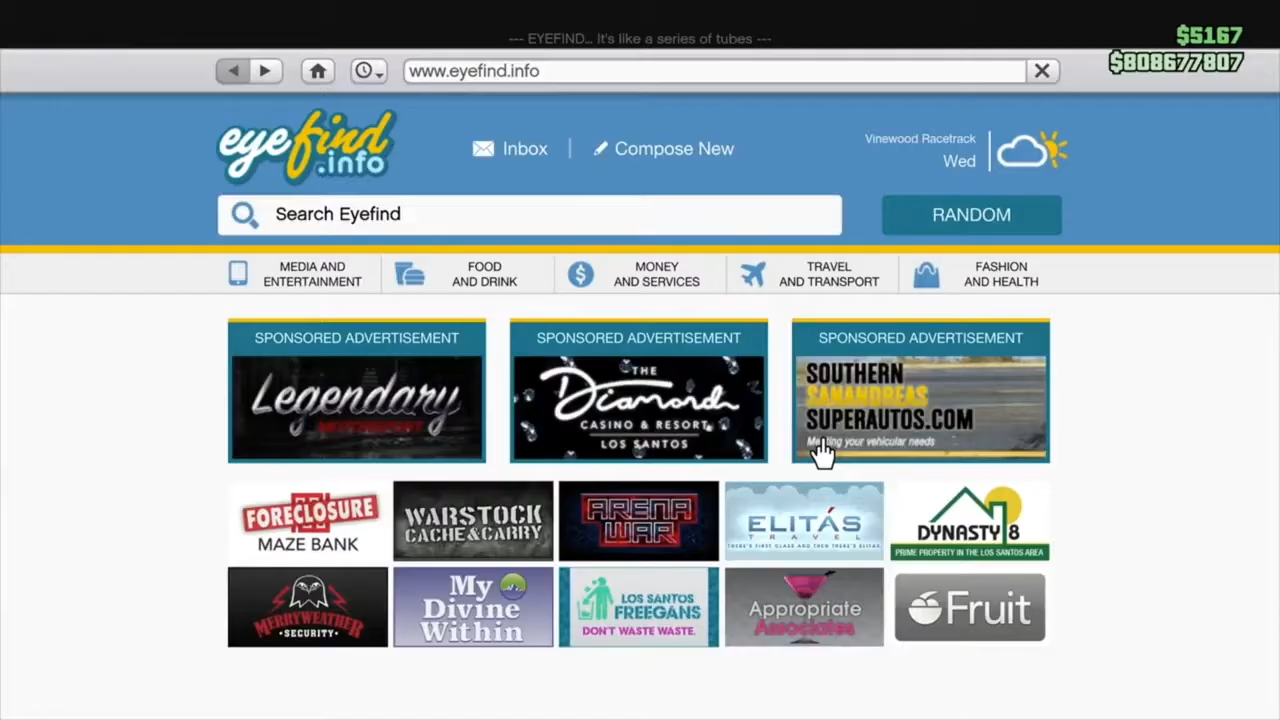 --- EYEFIND... It's like a series of tubes ---
$5167
$808677807
www.eyefind.info
eyefind
.info
Inbox
Compose New
Vinewood Racetrack
Wed
Search Eyefind
RANDOM
MEDIA AND
ENTERTAINMENT
FOOD
AND DRINK
MONEY
AND SERVICES
TRAVEL
AND TRANSPORT
FASHION
AND HEALTH
SPONSORED ADVERTISEMENT
Legendary
MOTORSPORT
SPONSORED ADVERTISEMENT
THE
Diamond
CASINO & RESORT
LOS SANTOS
SPONSORED ADVERTISEMENT
SOUTHERN
SANANDREAS
SUPERAUTOS.COM
Meeting your vehicular needs
FORECLOSURE
MAZE BANK
WARSTOCK
CACHE&CARRY
ARENA
WAR
ELITÁS
TRAVEL
THERE'S FIRST CLASS AND THEN THERE'S ELITÁS
DYNASTY 8
PRIME PROPERTY IN THE LOS SANTOS AREA
MERRYWEATHER
SECURITY
My
Divine
Within
LOS SANTOS
FREEGANS
DON'T WASTE WASTE.
Appropriate
Associates
Fruit